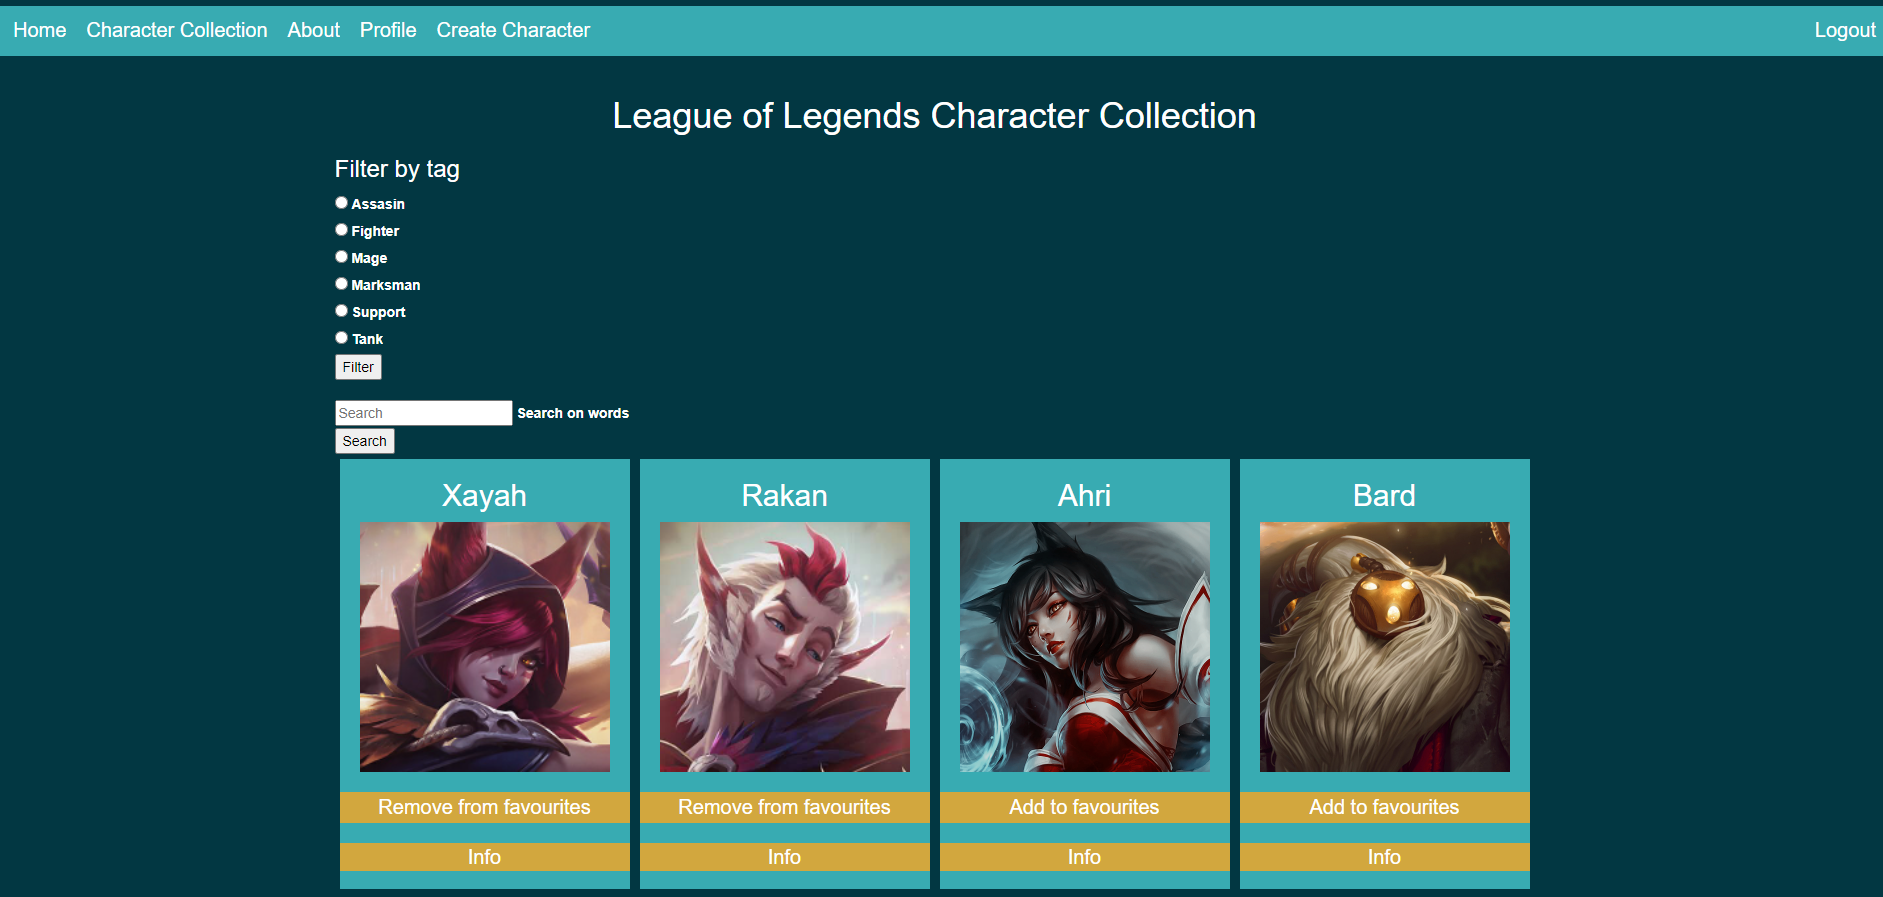 Home Character Collection About Profile Create Character Logout
League of Legends Character Collection
Filter by tag
Assasin
Fighter
Mage
Marksman
Support
Tank
Filter
Search Search on words
Search
Xayah Rakan Ahri Bard
Remove from favourites Remove from favourites Add to favourites Add to favourites
Info Info Info Info